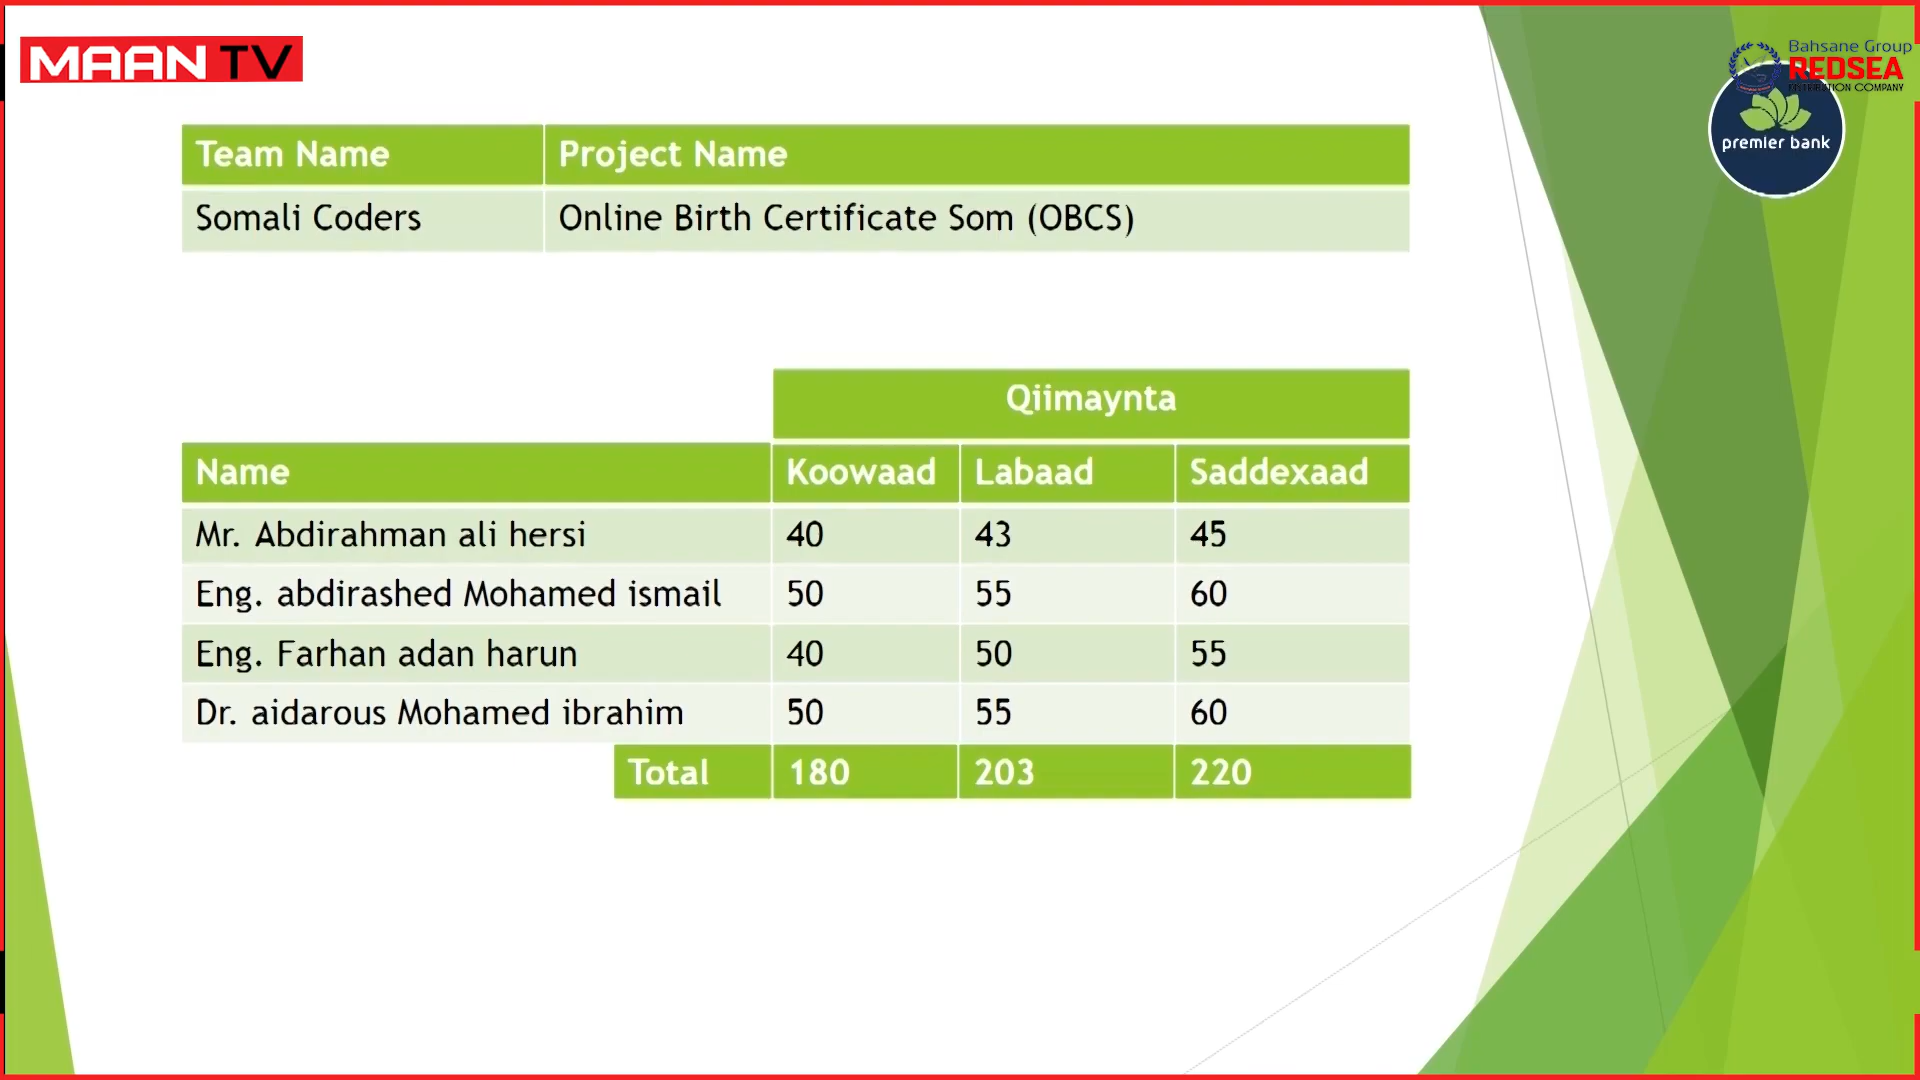 MAAN TV
Bahsane Group
REDSEA
DISTRIBUTION COMPANY
premier bank
Team Name Project Name
Somali Coders Online Birth Certificate Som (OBCS)
Qiimaynta
Name Koowaad Labaad Saddexaad
Mr. Abdirahman ali hersi 40 43 45
Eng. abdirashed Mohamed ismail 50 55 60
Eng. Farhan adan harun 40 50 55
Dr. aidarous Mohamed ibrahim 50 55 60
Total 180 203 220